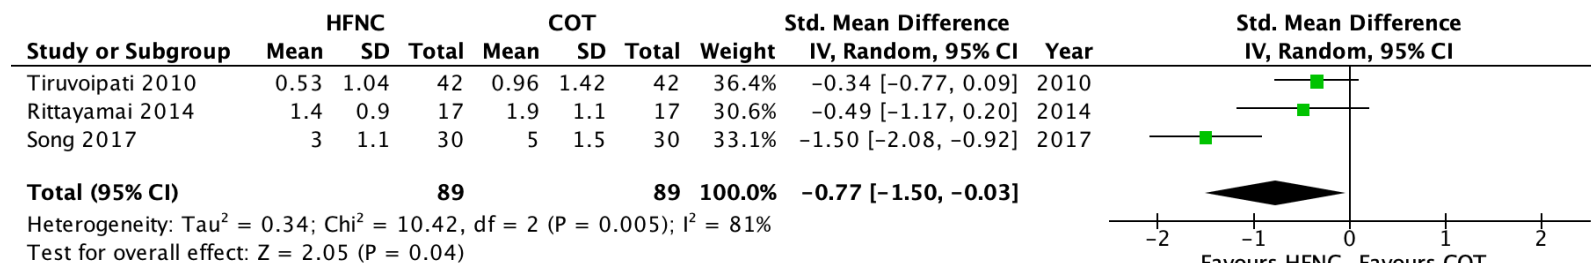 HFNC COT Std. Mean Difference Std. Mean Difference
Study or Subgroup Mean SD Total Mean SD Total Weight IV, Random, 95% CI Year IV, Random, 95% CI
Tiruvoipati 2010 0.53 1.04 42 0.96 1.42 42 36.4% −0.34 [−0.77, 0.09] 2010
Rittayamai 2014 1.4 0.9 17 1.9 1.1 17 30.6% −0.49 [−1.17, 0.20] 2014
Song 2017 3 1.1 30 5 1.5 30 33.1% −1.50 [−2.08, −0.92] 2017
Total (95% CI) 89 89 100.0% −0.77 [−1.50, −0.03]
Heterogeneity: Tau² = 0.34; Chi² = 10.42, df = 2 (P = 0.005); I² = 81%
Test for overall effect: Z = 2.05 (P = 0.04)
−2 −1 0 1 2
Favours HFNC Favours COT